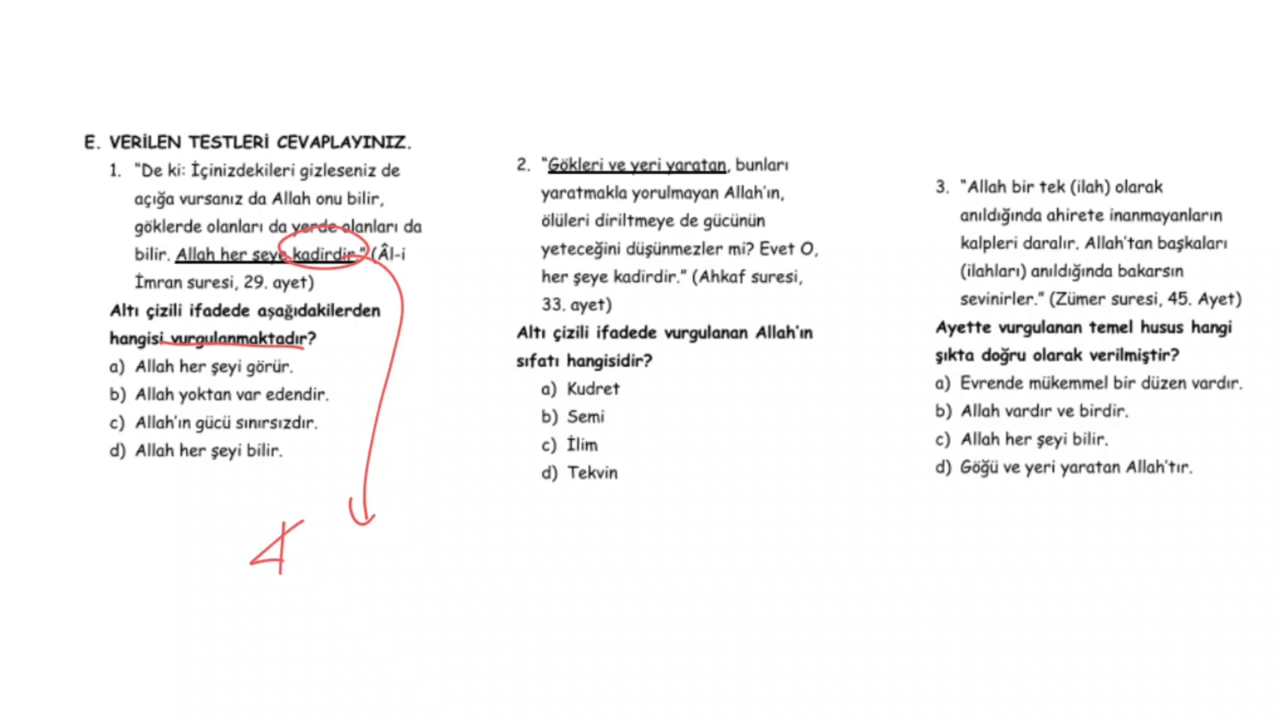 E. VERİLEN TESTLERİ CEVAPLAYINIZ.
1. "De ki: İçinizdekileri gizleseniz de
açığa vursanız da Allah onu bilir,
göklerde olanları da yerde olanları da
bilir. Allah her şeye kadirdir." (Âl-i
İmran suresi, 29. ayet)
Altı çizili ifadede aşağıdakilerden
hangisi vurgulanmaktadır?
a) Allah her şeyi görür.
b) Allah yoktan var edendir.
c) Allah'ın gücü sınırsızdır.
d) Allah her şeyi bilir.
2. "Gökleri ve yeri yaratan, bunları
yaratmakla yorulmayan Allah'ın,
ölüleri diriltmeye de gücünün
yeteceğini düşünmezler mi? Evet O,
her şeye kadirdir." (Ahkaf suresi,
33. ayet)
Altı çizili ifadede vurgulanan Allah'ın
sıfatı hangisidir?
a) Kudret
b) Semi
c) İlim
d) Tekvin
3. "Allah bir tek (ilah) olarak
anıldığında ahirete inanmayanların
kalpleri daralır. Allah'tan başkaları
(ilahları) anıldığında bakarsın
sevinirler." (Zümer suresi, 45. Ayet)
Ayette vurgulanan temel husus hangi
şıkta doğru olarak verilmiştir?
a) Evrende mükemmel bir düzen vardır.
b) Allah vardır ve birdir.
c) Allah her şeyi bilir.
d) Göğü ve yeri yaratan Allah'tır.